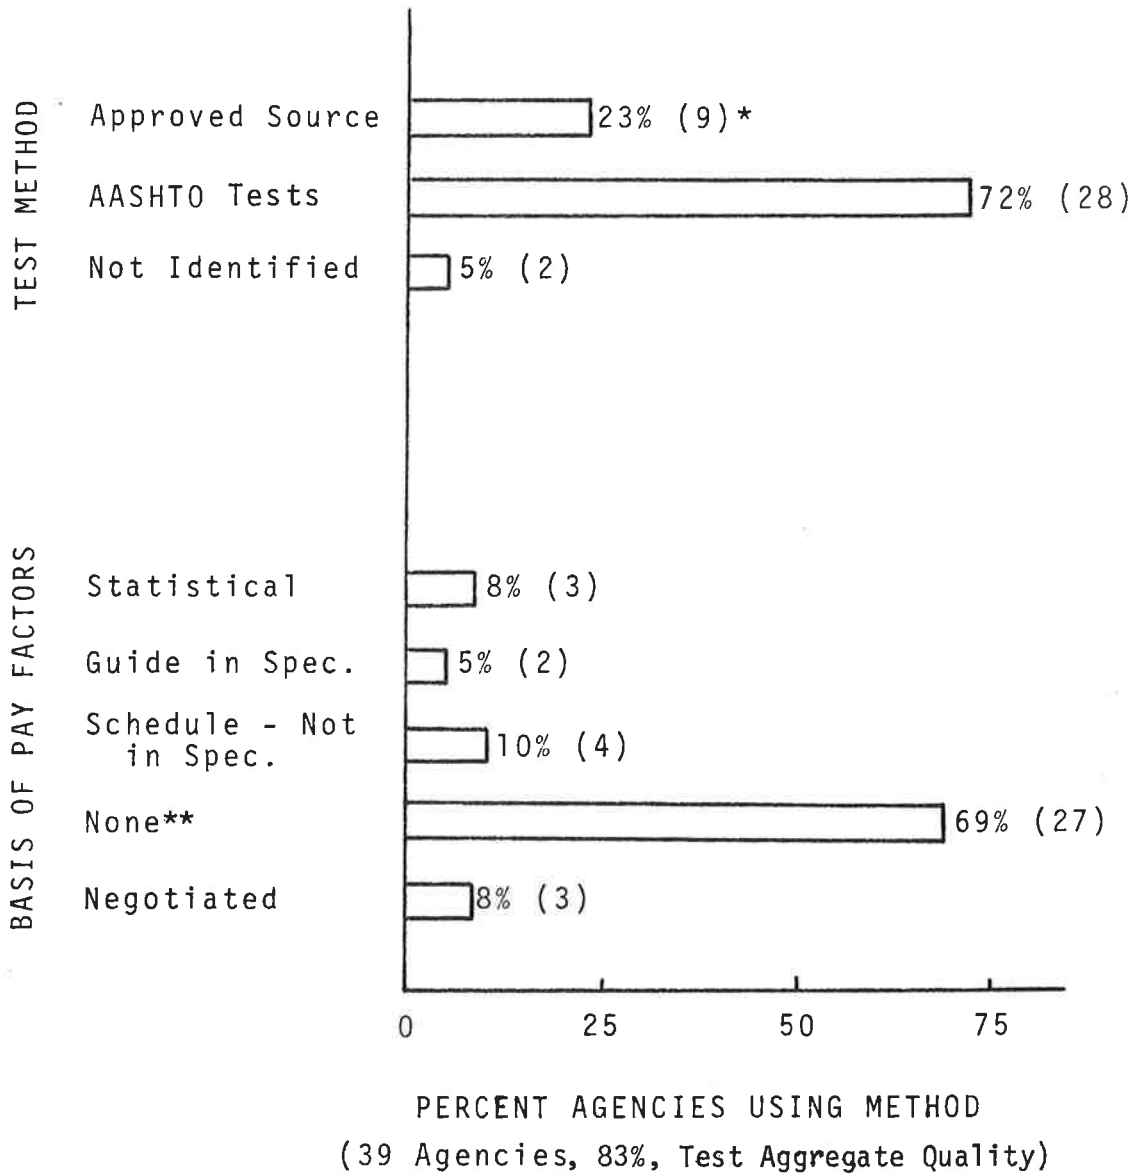 TEST METHOD
Approved Source 23% (9)*
AASHTO Tests 72% (28)
Not Identified 5% (2)
BASIS OF PAY FACTORS
Statistical 8% (3)
Guide in Spec. 5% (2)
Schedule - Not
in Spec. 10% (4)
None** 69% (27)
Negotiated 8% (3)
0 25 50 75
PERCENT AGENCIES USING METHOD
(39 Agencies, 83%, Test Aggregate Quality)